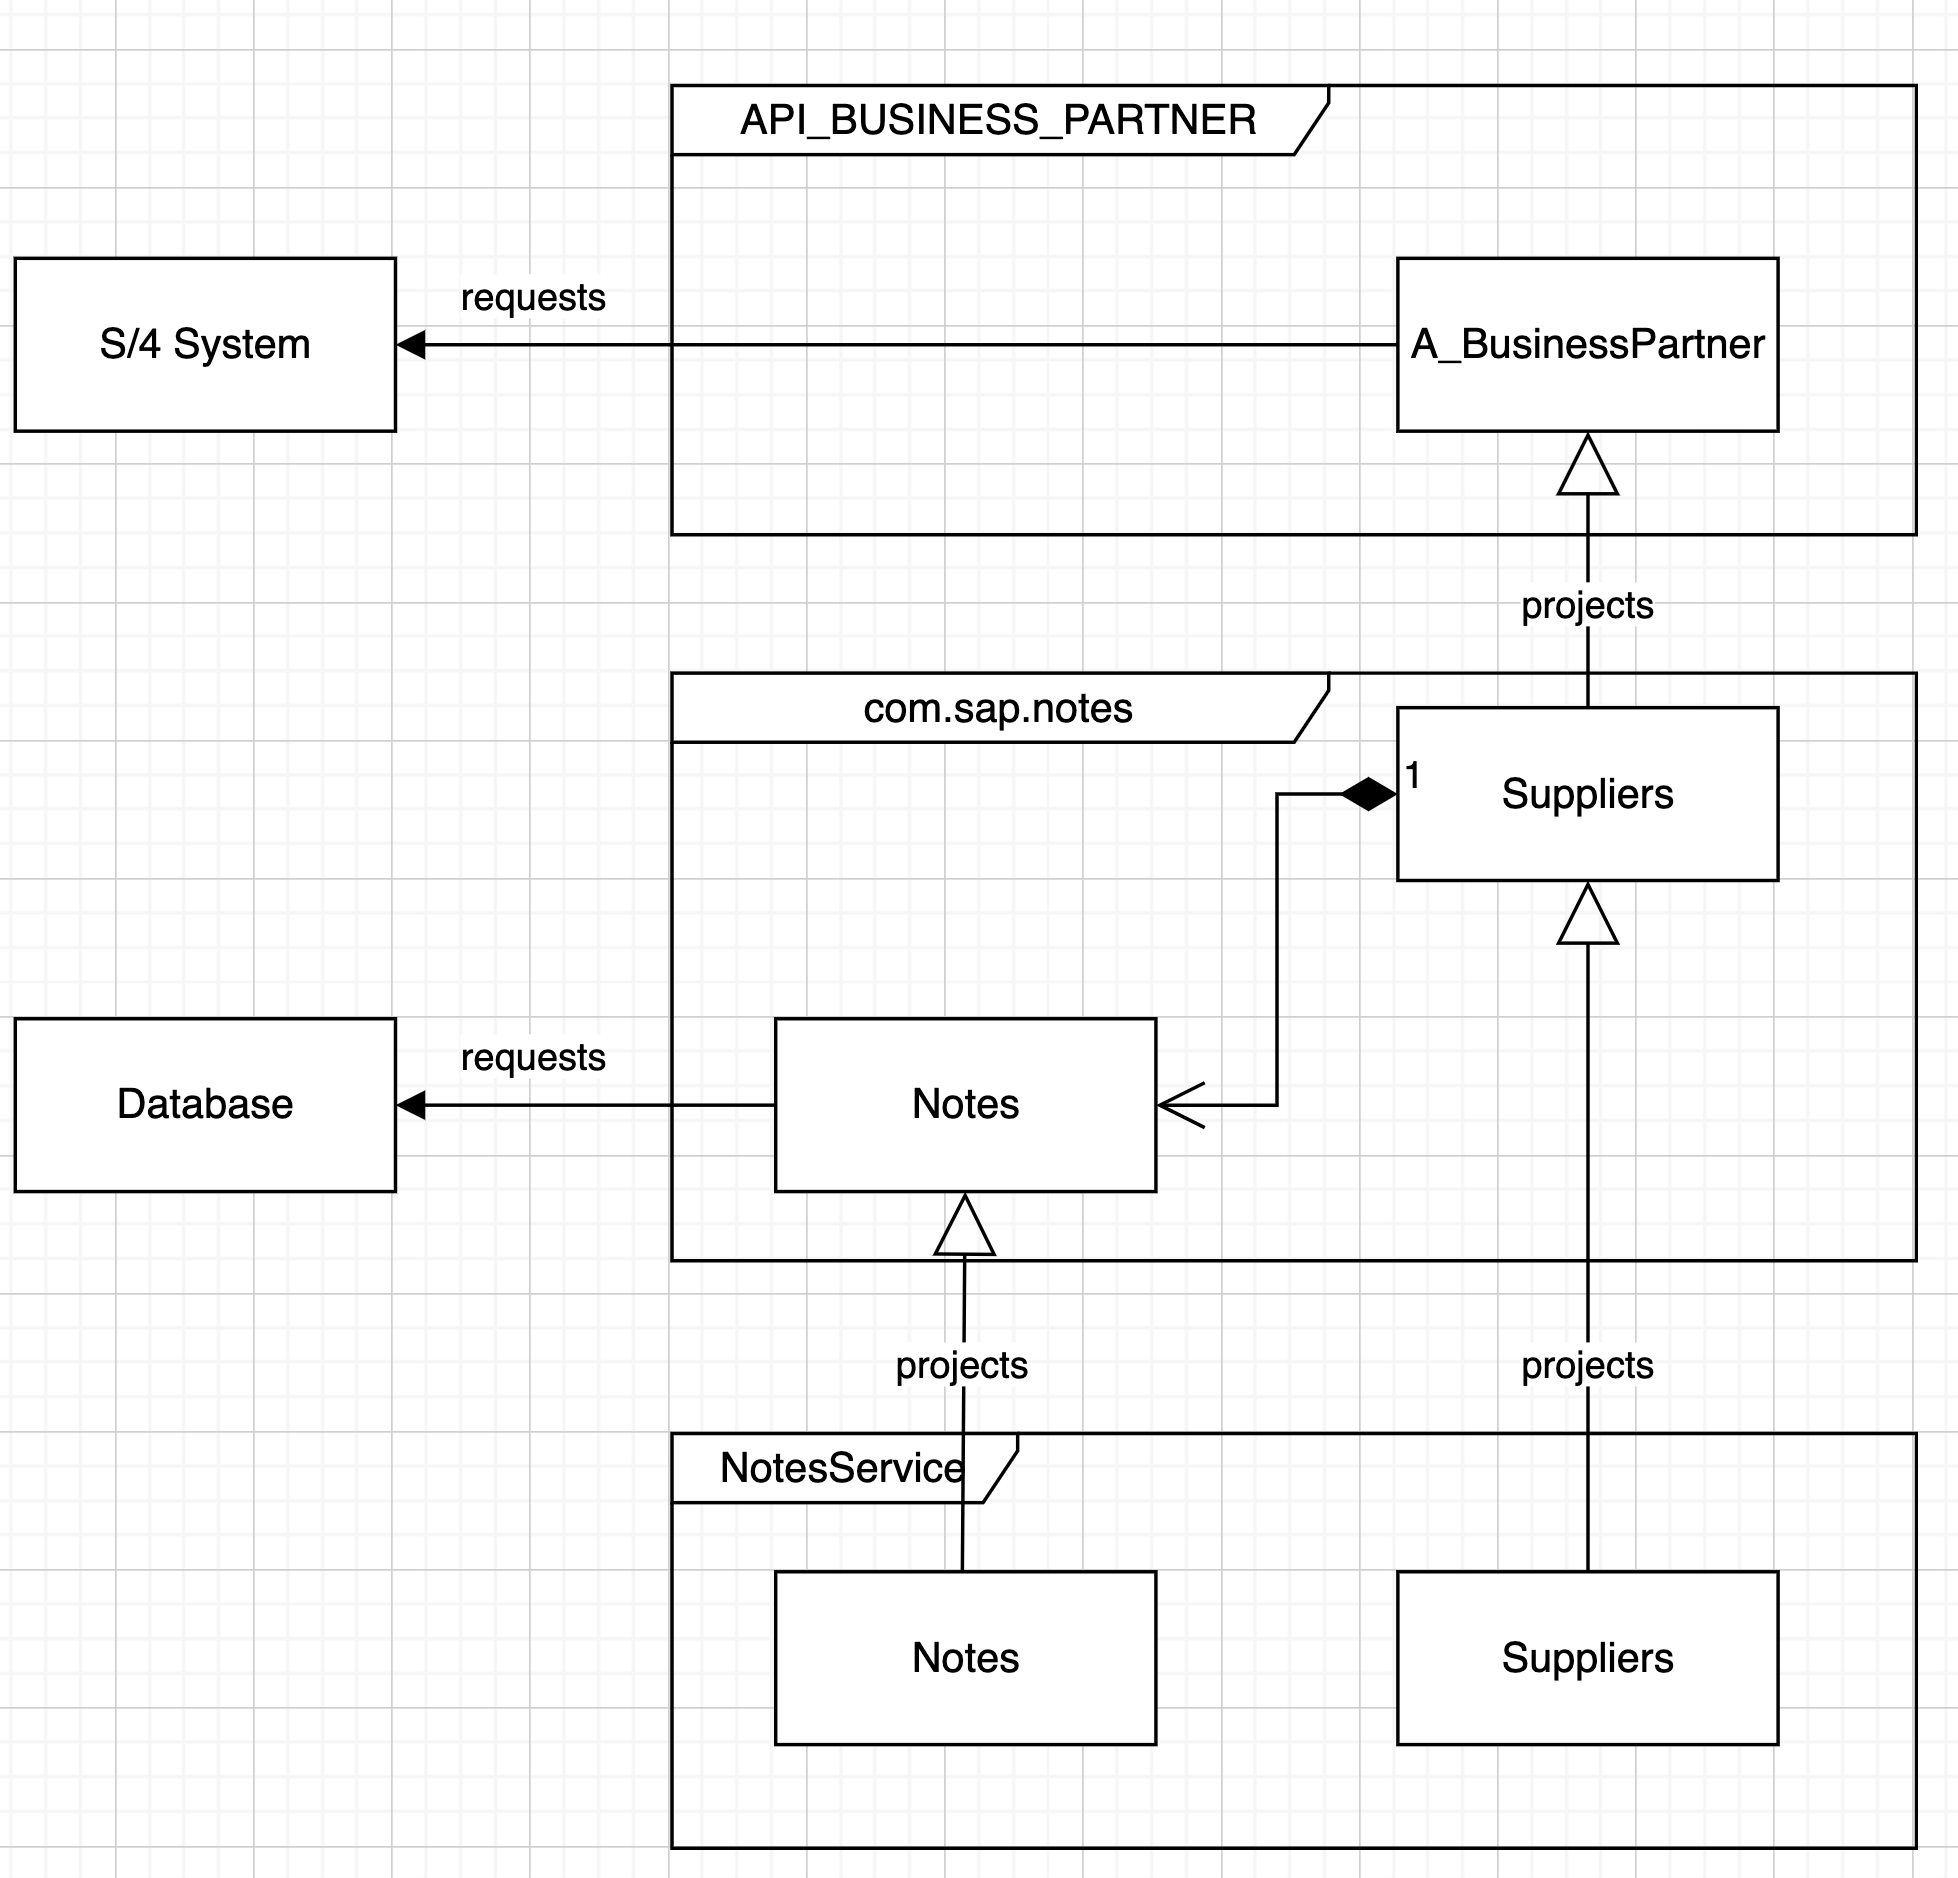 API_BUSINESS_PARTNER
requests
S/4 System
A_BusinessPartner
projects
com.sap.notes
1
Suppliers
requests
Database
Notes
projects
projects
NotesService
Notes
Suppliers